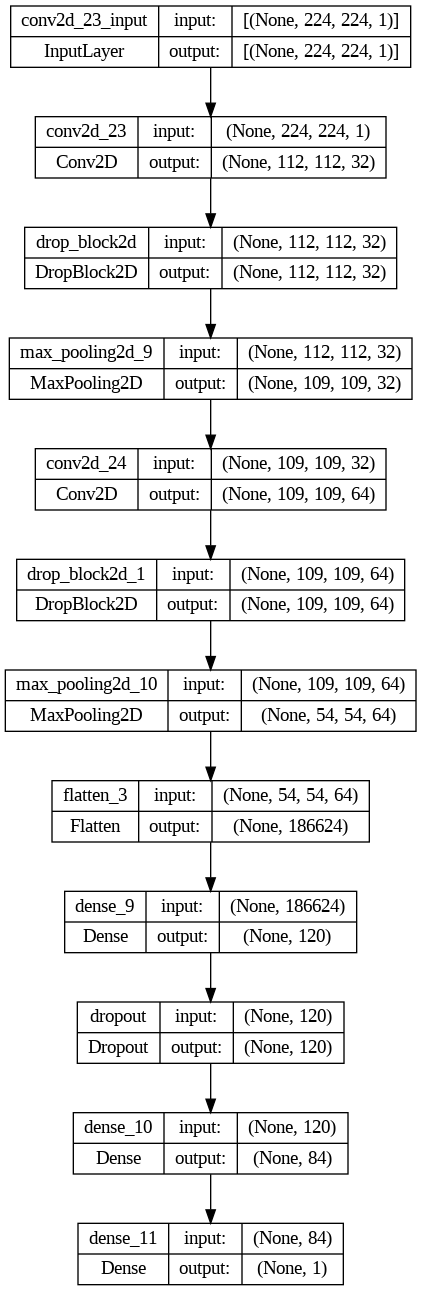 conv2d_23_input input: [(None, 224, 224, 1)]
InputLayer output: [(None, 224, 224, 1)]
conv2d_23 input: (None, 224, 224, 1)
Conv2D output: (None, 112, 112, 32)
drop_block2d input: (None, 112, 112, 32)
DropBlock2D output: (None, 112, 112, 32)
max_pooling2d_9 input: (None, 112, 112, 32)
MaxPooling2D output: (None, 109, 109, 32)
conv2d_24 input: (None, 109, 109, 32)
Conv2D output: (None, 109, 109, 64)
drop_block2d_1 input: (None, 109, 109, 64)
DropBlock2D output: (None, 109, 109, 64)
max_pooling2d_10 input: (None, 109, 109, 64)
MaxPooling2D output: (None, 54, 54, 64)
flatten_3 input: (None, 54, 54, 64)
Flatten output: (None, 186624)
dense_9 input: (None, 186624)
Dense output: (None, 120)
dropout input: (None, 120)
Dropout output: (None, 120)
dense_10 input: (None, 120)
Dense output: (None, 84)
dense_11 input: (None, 84)
Dense output: (None, 1)